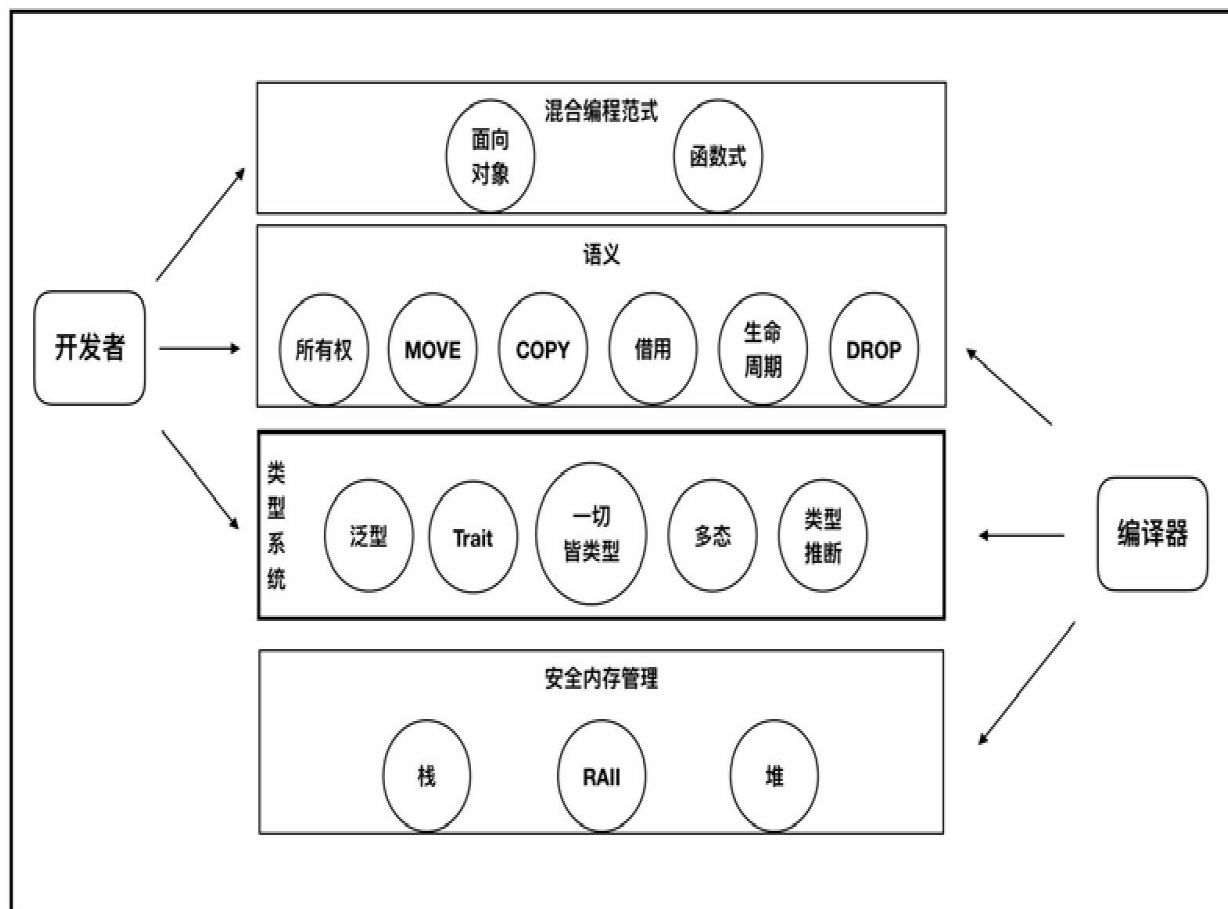 混合编程范式
面向
对象
函数式
语义
开发者
所有权
MOVE
COPY
借用
生命
周期
DROP
类
型
系
统
泛型
Trait
一切
皆类型
多态
类型
推断
编译器
安全内存管理
栈
RAII
堆